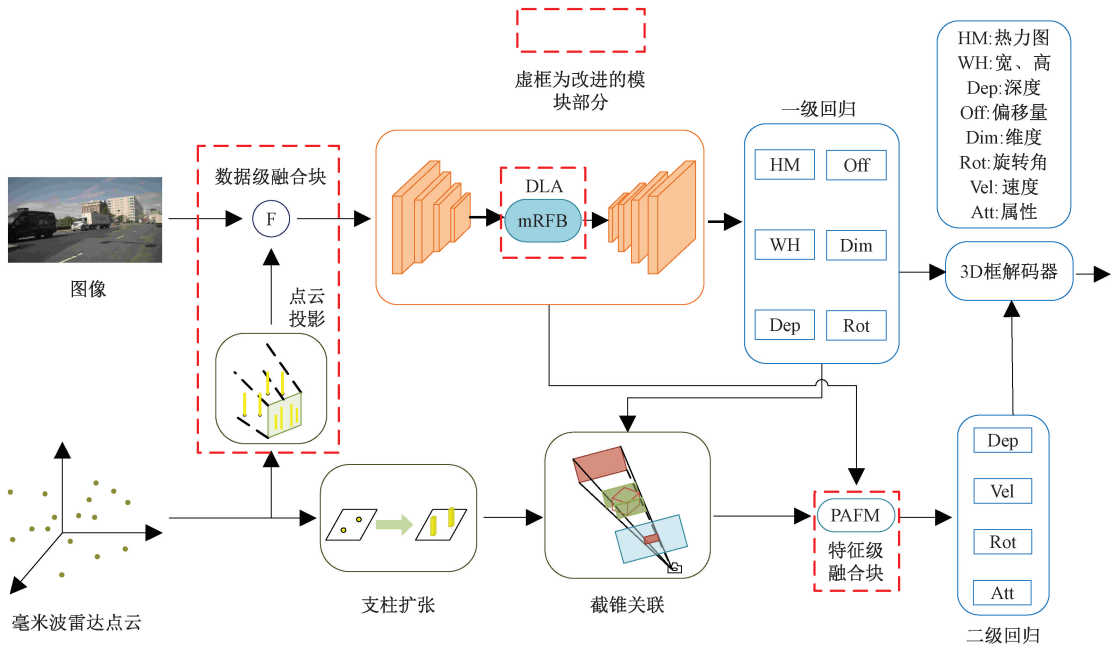 虚框为改进的模
块部分
HM:热力图
WH:宽、高
Dep:深度
Off:偏移量
Dim:维度
Rot:旋转角
Vel:速度
Att:属性
一级回归
HM
Off
WH
Dim
Dep
Rot
数据级融合块
F
点云
投影
DLA
mRFB
图像
3D框解码器
毫米波雷达点云
支柱扩张
截锥关联
PAFM
特征级
融合块
Dep
Vel
Rot
Att
二级回归